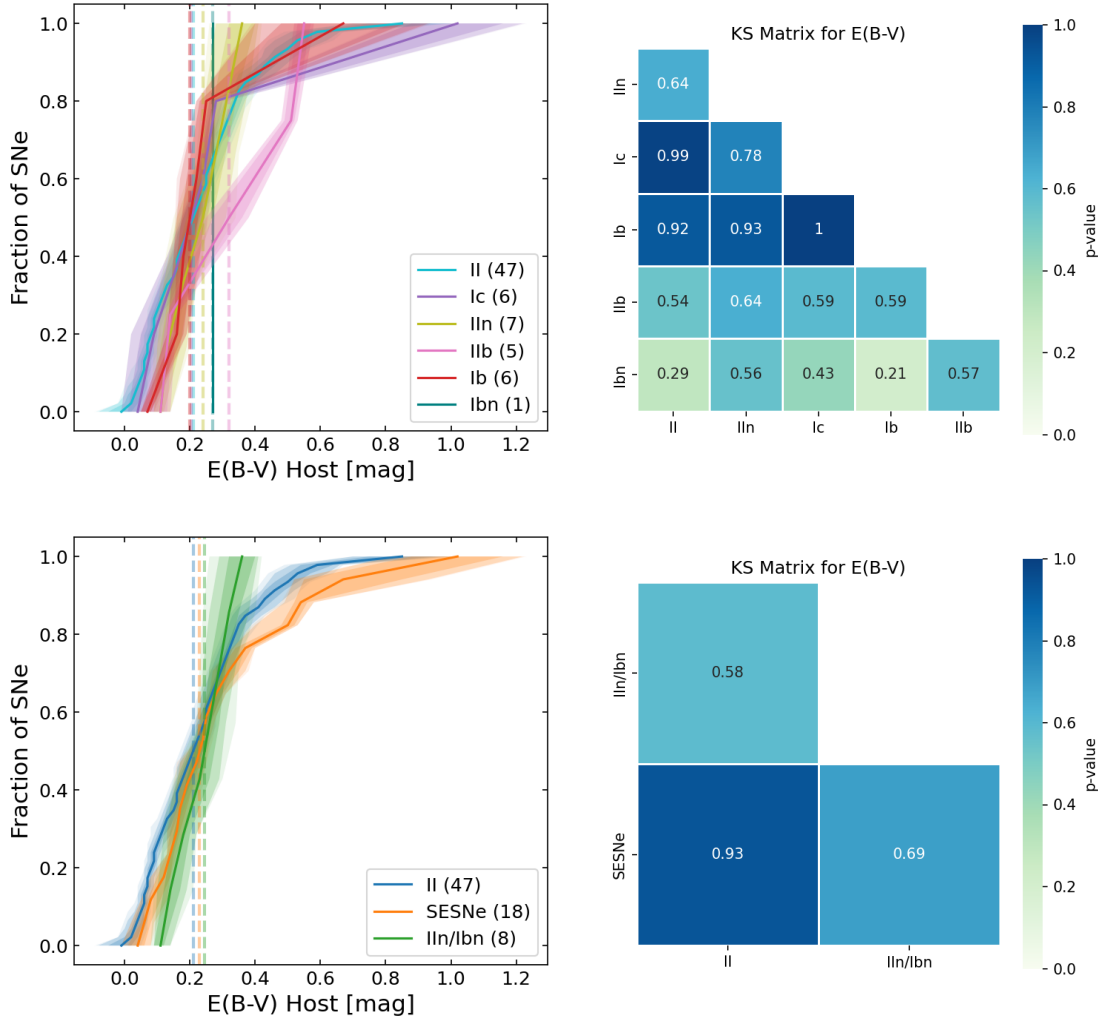 1.0
0.8
0.6
0.4
0.2
0.0
Fraction of SNe
II (47)
Ic (6)
IIn (7)
IIb (5)
Ib (6)
Ibn (1)
0.0 0.2 0.4 0.6 0.8 1.0 1.2
E(B-V) Host [mag]
KS Matrix for E(B-V)
IIn 0.64
Ic 0.99 0.78
Ib 0.92 0.93 1
IIb 0.54 0.64 0.59 0.59
Ibn 0.29 0.56 0.43 0.21 0.57
II IIn Ic Ib IIb
1.0
0.8
0.6
0.4
0.2
0.0
p-value
1.0
0.8
0.6
0.4
0.2
0.0
Fraction of SNe
II (47)
SESNe (18)
IIn/Ibn (8)
0.0 0.2 0.4 0.6 0.8 1.0 1.2
E(B-V) Host [mag]
KS Matrix for E(B-V)
IIn/Ibn 0.58
SESNe 0.93 0.69
II IIn/Ibn
1.0
0.8
0.6
0.4
0.2
0.0
p-value